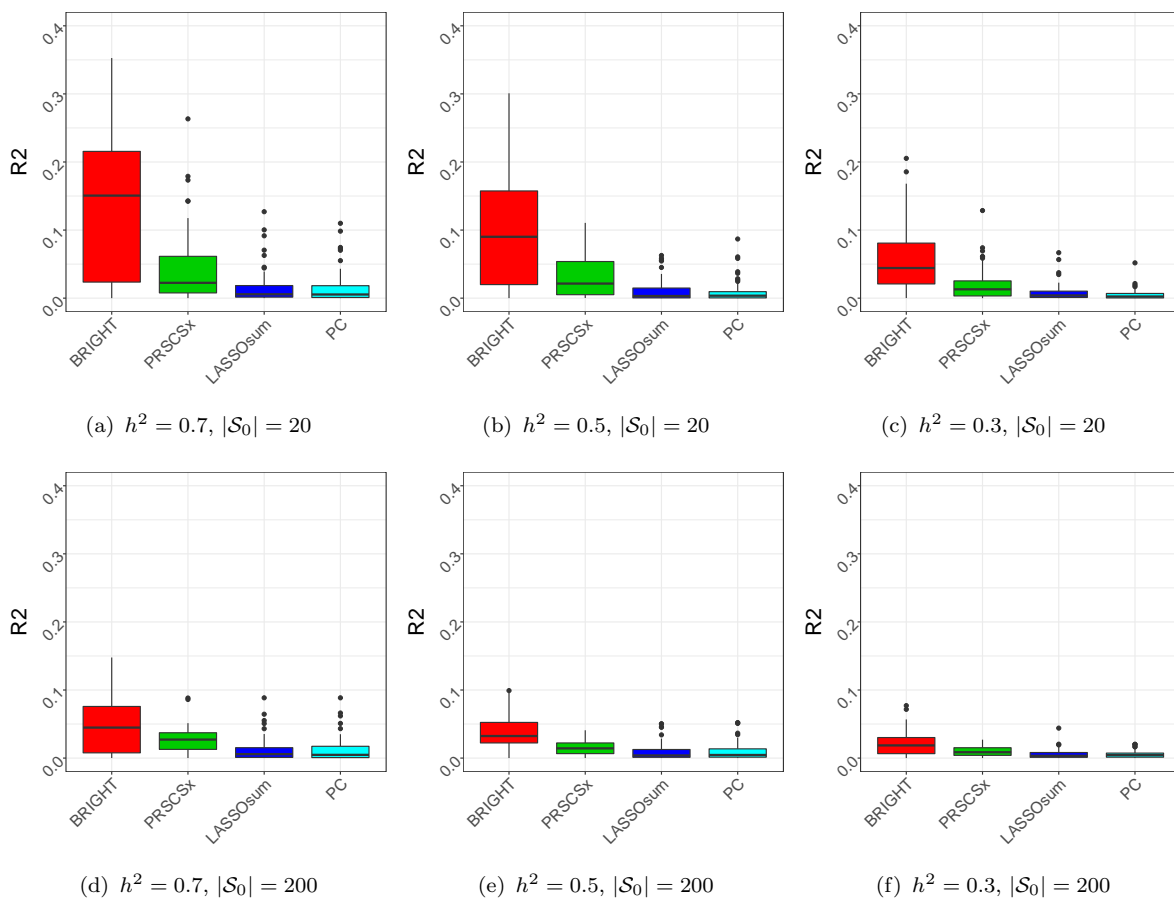 0.4
0.3
0.2
0.1
0.0
R2
BRIGHT
PRSCSx
LASSOsum
PC
(a) h² = 0.7, |𝒮₀| = 20
0.4
0.3
0.2
0.1
0.0
R2
BRIGHT
PRSCSx
LASSOsum
PC
(b) h² = 0.5, |𝒮₀| = 20
0.4
0.3
0.2
0.1
0.0
R2
BRIGHT
PRSCSx
LASSOsum
PC
(c) h² = 0.3, |𝒮₀| = 20
0.4
0.3
0.2
0.1
0.0
R2
BRIGHT
PRSCSx
LASSOsum
PC
(d) h² = 0.7, |𝒮₀| = 200
0.4
0.3
0.2
0.1
0.0
R2
BRIGHT
PRSCSx
LASSOsum
PC
(e) h² = 0.5, |𝒮₀| = 200
0.4
0.3
0.2
0.1
0.0
R2
BRIGHT
PRSCSx
LASSOsum
PC
(f) h² = 0.3, |𝒮₀| = 200